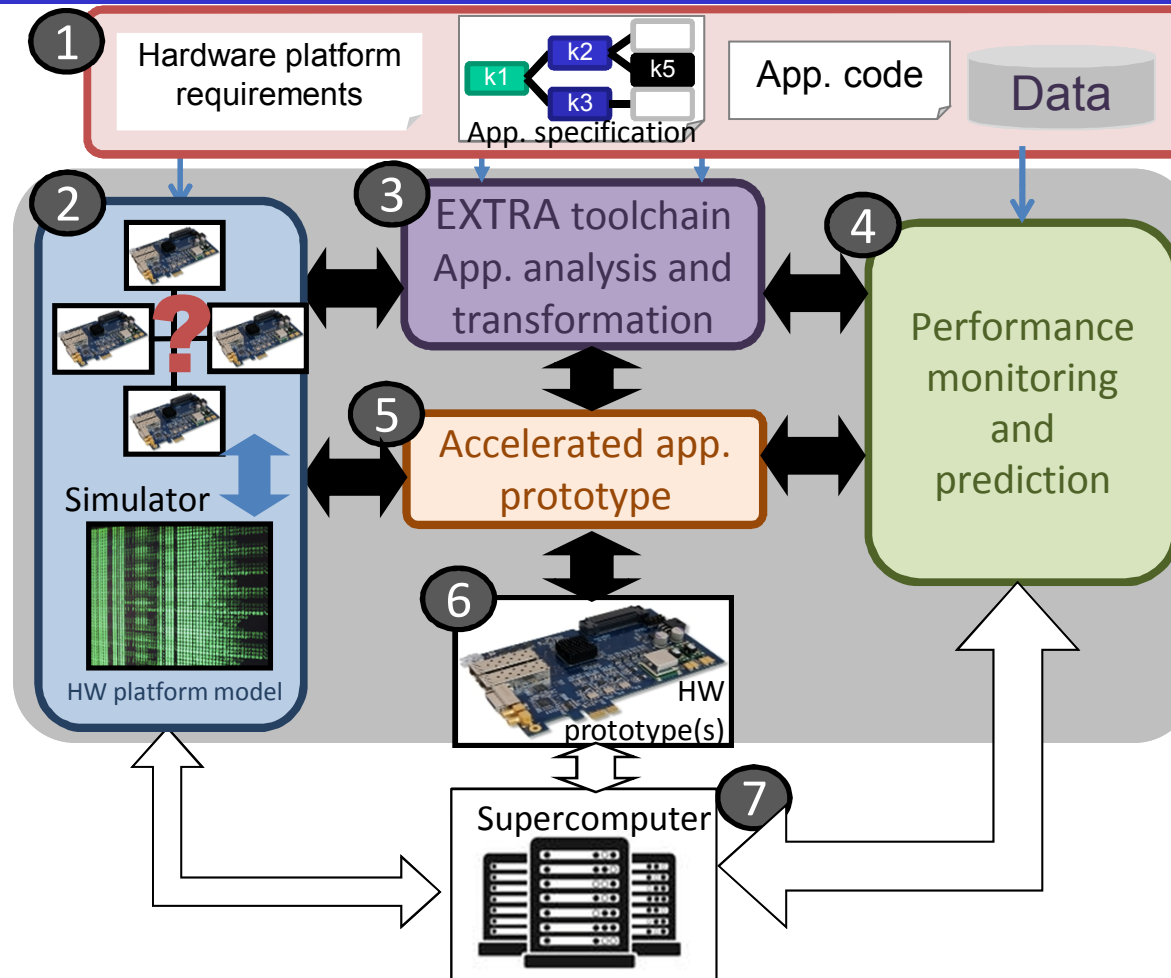 1
Hardware platform
requirements
k1
k2
k3
k5
App. specification
App. code
Data
2
?
Simulator
HW platform model
3
EXTRA toolchain
App. analysis and
transformation
4
Performance
monitoring
and
prediction
5
Accelerated app.
prototype
6
HW
prototype(s)
7
Supercomputer